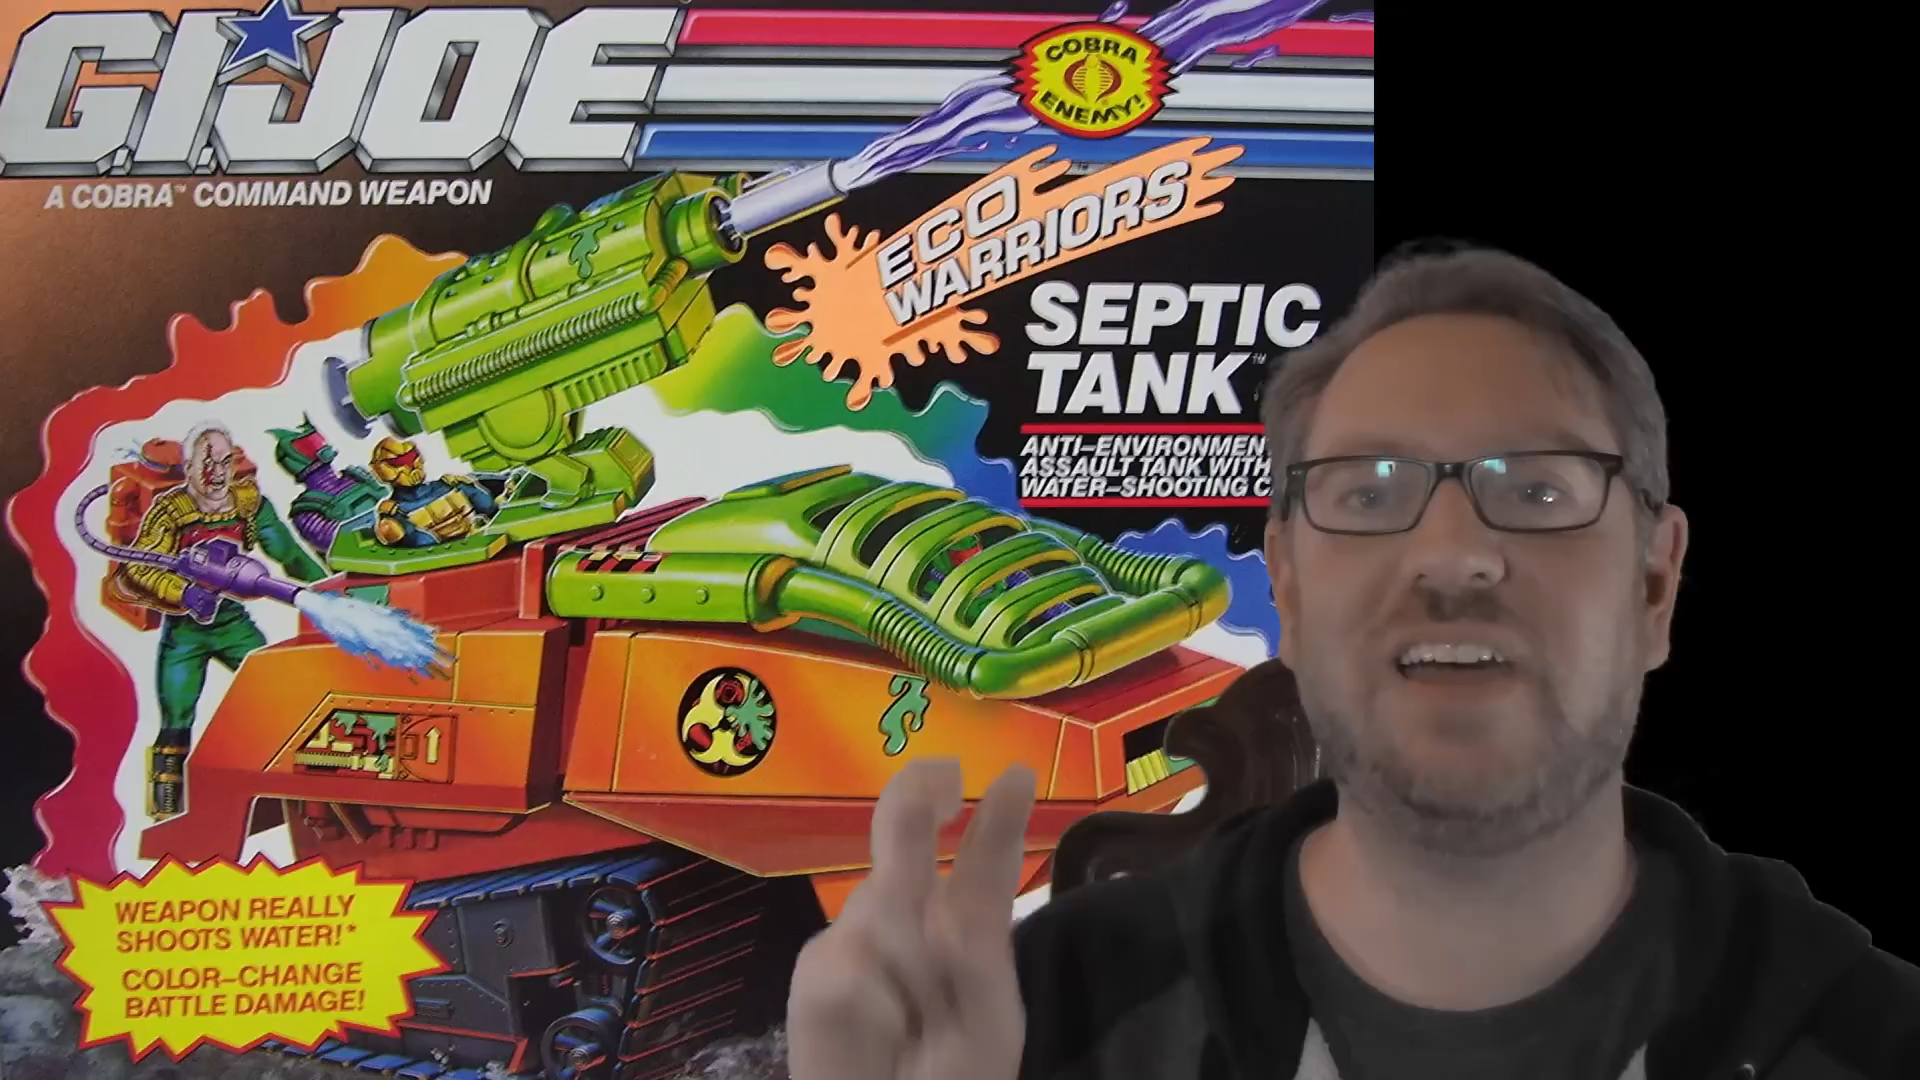 G.I. JOE
A COBRA™ COMMAND WEAPON
COBRA
ENEMY!
ECO
WARRIORS
SEPTIC
TANK™
ANTI-ENVIRONMEN
ASSAULT TANK WITH
WATER-SHOOTING
WEAPON REALLY
SHOOTS WATER!*
COLOR-CHANGE
BATTLE DAMAGE!